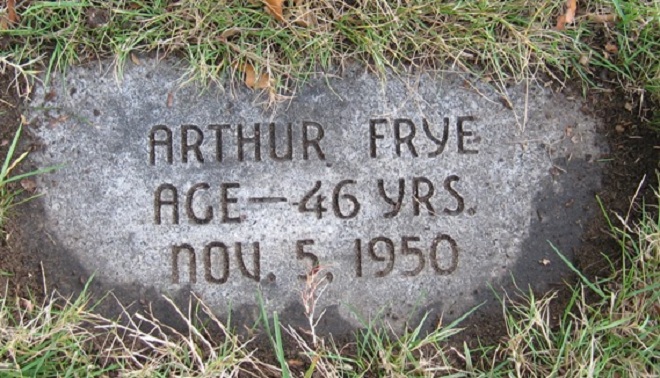 ARTHUR FRYE
AGE—46 YRS.
NOV. 5, 1950